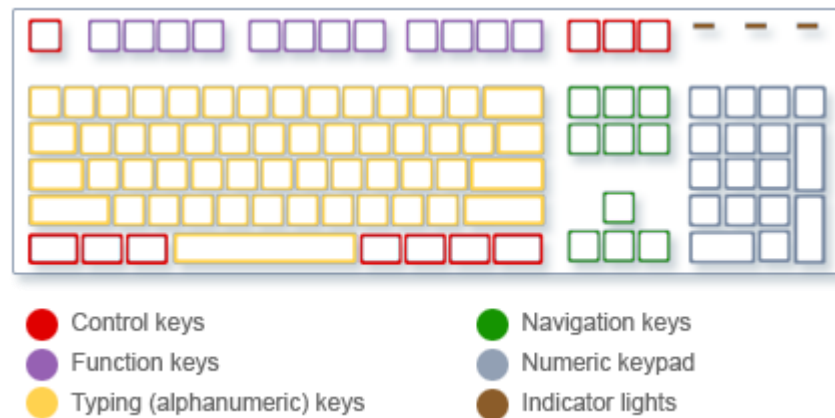 Control keys
Function keys
Typing (alphanumeric) keys
Navigation keys
Numeric keypad
Indicator lights